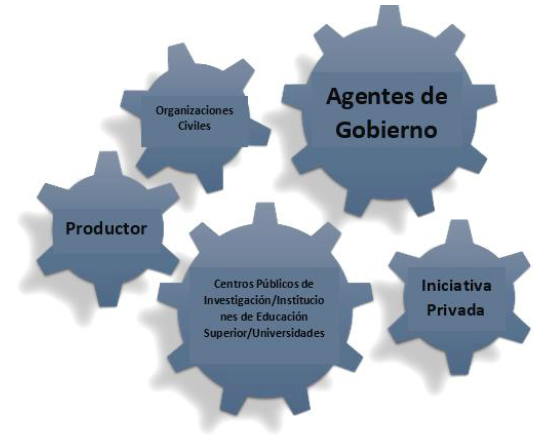 Organizaciones
Civiles
Agentes de
Gobierno
Productor
Centros Públicos de
Investigación/Institucio
nes de Educación
Superior/Universidades
Iniciativa
Privada